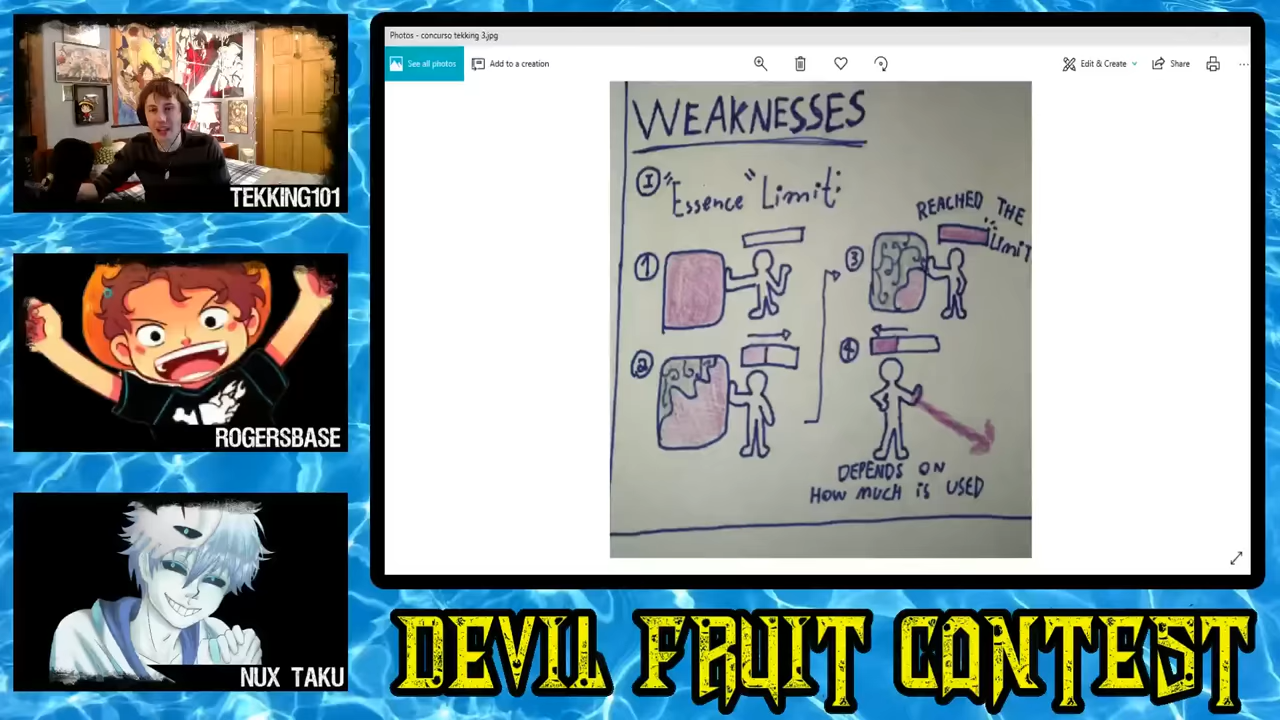 Photos - concurso tekking 3.jpg
See all photos
Add to a creation
Edit & Create
Share
WEAKNESSES
I "Essence" Limit:
1
2
3
REACHED THE
"Limit
4
DEPENDS ON
HOW MUCH iS USED
TEKKING101
ROGERSBASE
NUX TAKU
DEVIL FRUIT CONTEST